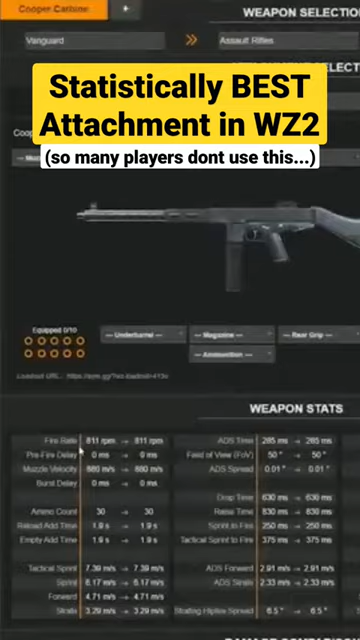 Cooper Carbine
+
WEAPON SELECTIO
Vanguard
Assault Rifles
Statistically BEST
Attachment in WZ2
(so many players dont use this...)
Equipped 0/10
--- Underbarrel ---
--- Magazine ---
--- Rear Grip ---
--- Ammunition ---
WEAPON STATS
Fire Rate 811 rpm → 811 rpm
Pre-Fire Delay 0 ms → 0 ms
Muzzle Velocity 880 m/s → 880 m/s
Burst Delay 0 ms → 0 ms
Ammo Count 30 → 30
Reload Add Time 1.9 s → 1.9 s
Empty Add Time 1.9 s → 1.9 s
Tactical Sprint 7.39 m/s → 7.39 m/s
Sprint 6.17 m/s → 6.17 m/s
Forward 4.71 m/s → 4.71 m/s
Strafe 3.29 m/s → 3.29 m/s
ADS Time 285 ms → 285 ms
Field of View (FoV) 50 ° → 50 °
ADS Spread 0.01 ° → 0.01 °
Drop Time 630 ms → 630 ms
Raise Time 830 ms → 830 ms
Sprint to Fire 250 ms → 250 ms
Tactical Sprint to Fire 375 ms → 375 ms
ADS Forward 2.91 m/s → 2.91 m/s
ADS Strafe 2.33 m/s → 2.33 m/s
Strafing Hipfire Spread 6.5 ° → 6.5 °